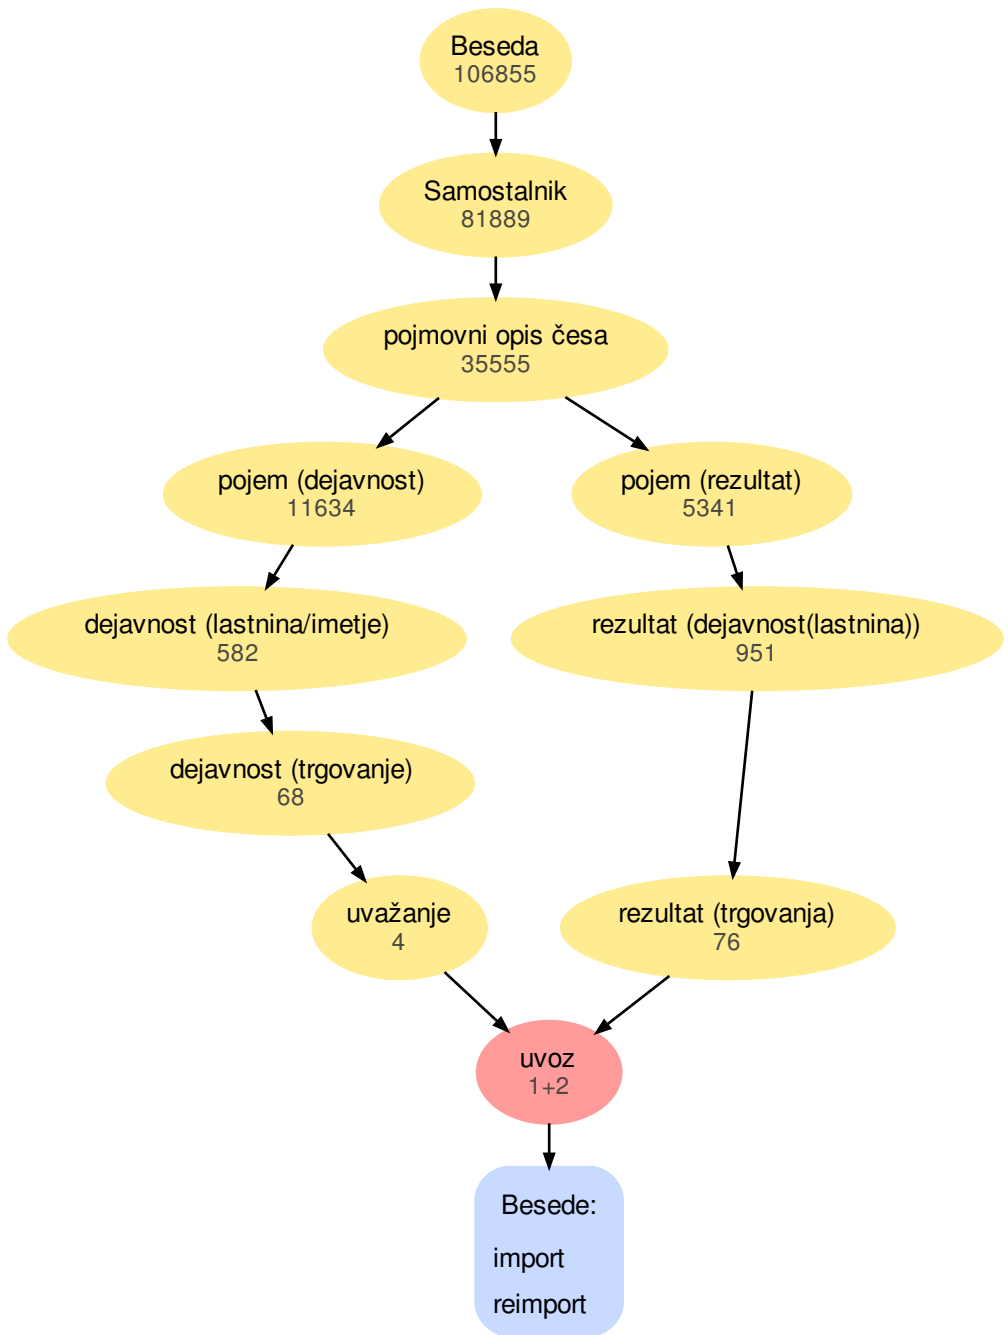 Beseda
106855
Samostalnik
81889
pojmovni opis česa
35555
pojem (dejavnost)
11634
pojem (rezultat)
5341
dejavnost (lastnina/imetje)
582
rezultat (dejavnost(lastnina))
951
dejavnost (trgovanje)
68
uvažanje
4
rezultat (trgovanja)
76
uvoz
1+2
Besede:
import
reimport